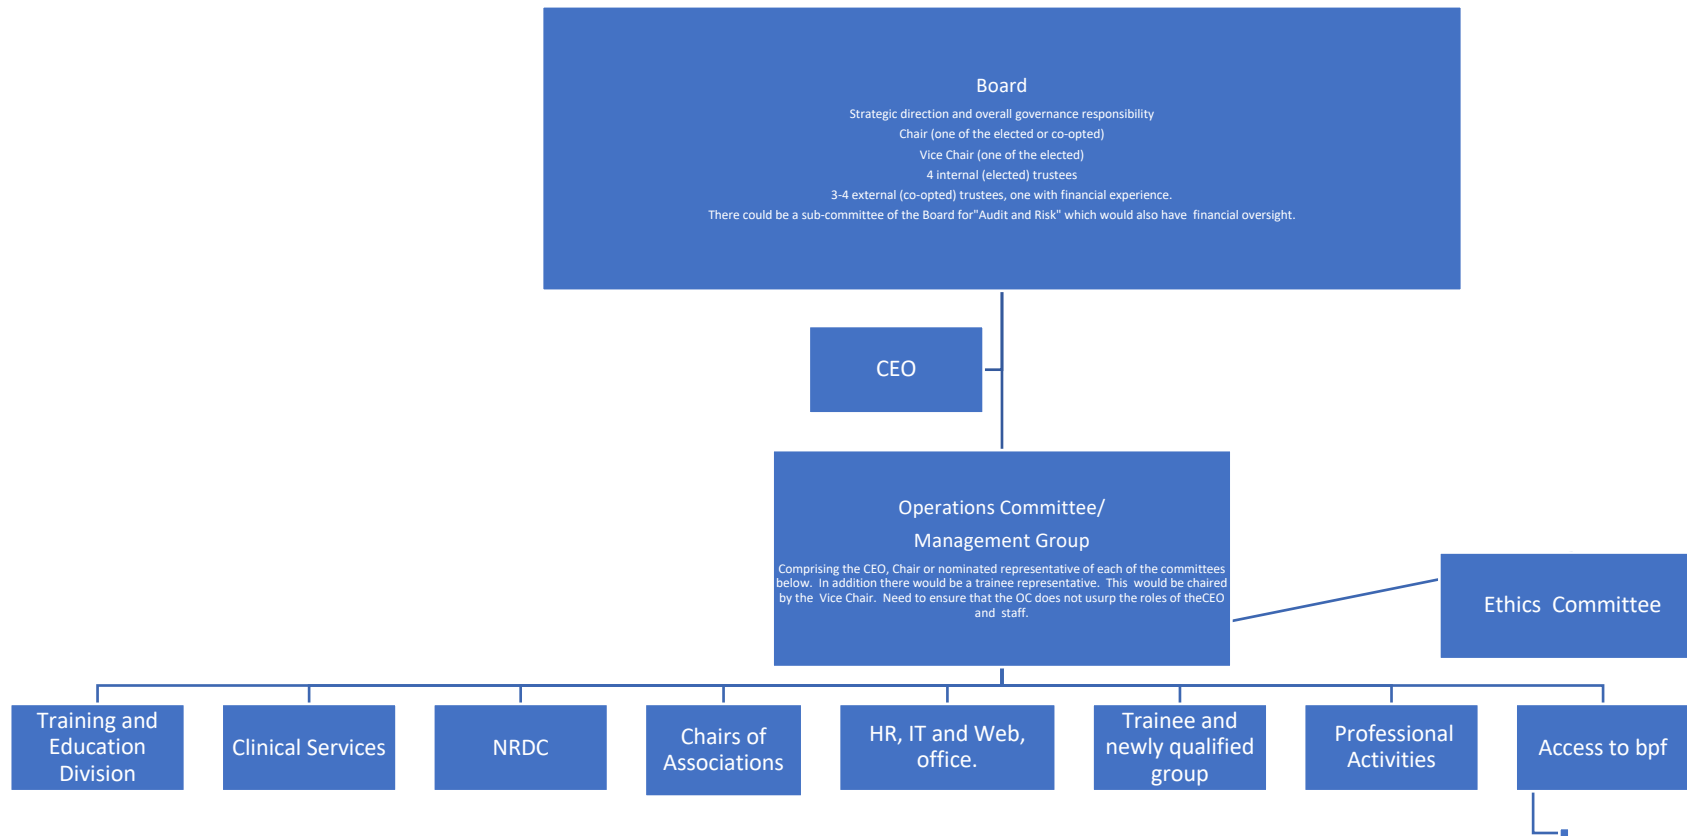 Board
Strategic direction and overall governance responsibility
Chair (one of the elected or co-opted)
Vice Chair (one of the elected)
4 internal (elected) trustees
3-4 external (co-opted) trustees, one with financial experience.
There could be a sub-committee of the Board for"Audit and Risk" which would also have  financial oversight.
CEO
Operations Committee/
Management Group
Comprising the CEO, Chair or nominated representative of each of the committees
below.  In addition there would be a trainee representative.  This  would be chaired
by the  Vice Chair.  Need to ensure that the OC does not usurp the roles of theCEO
and  staff.
Ethics  Committee
Training and
Education
Division
Clinical Services
NRDC
Chairs of
Associations
HR, IT and Web,
office.
Trainee and
newly qualified
group
Professional
Activities
Access to bpf